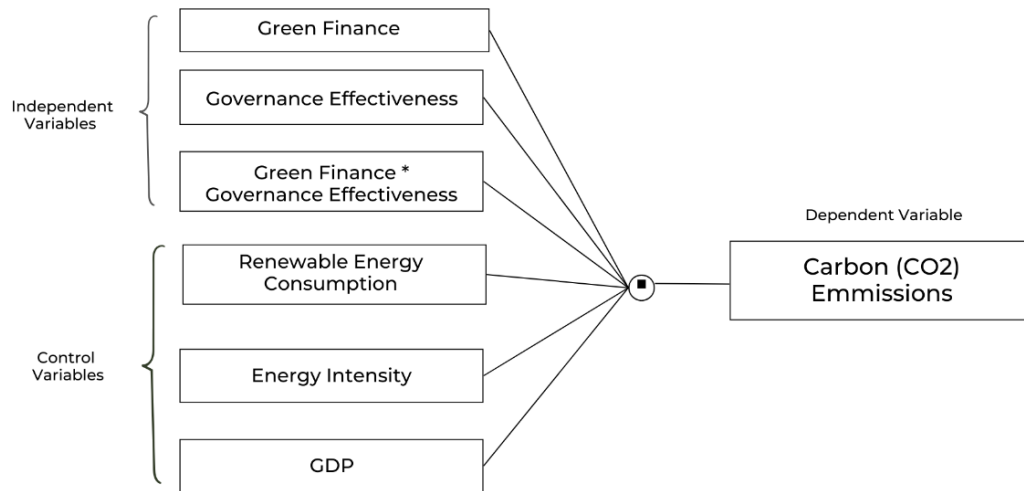 Green Finance
Independent
Variables
Governance Effectiveness
Green Finance *
Governance Effectiveness
Dependent Variable
Renewable Energy
Consumption
Carbon (CO2)
Emmissions
Control
Variables
Energy Intensity
GDP